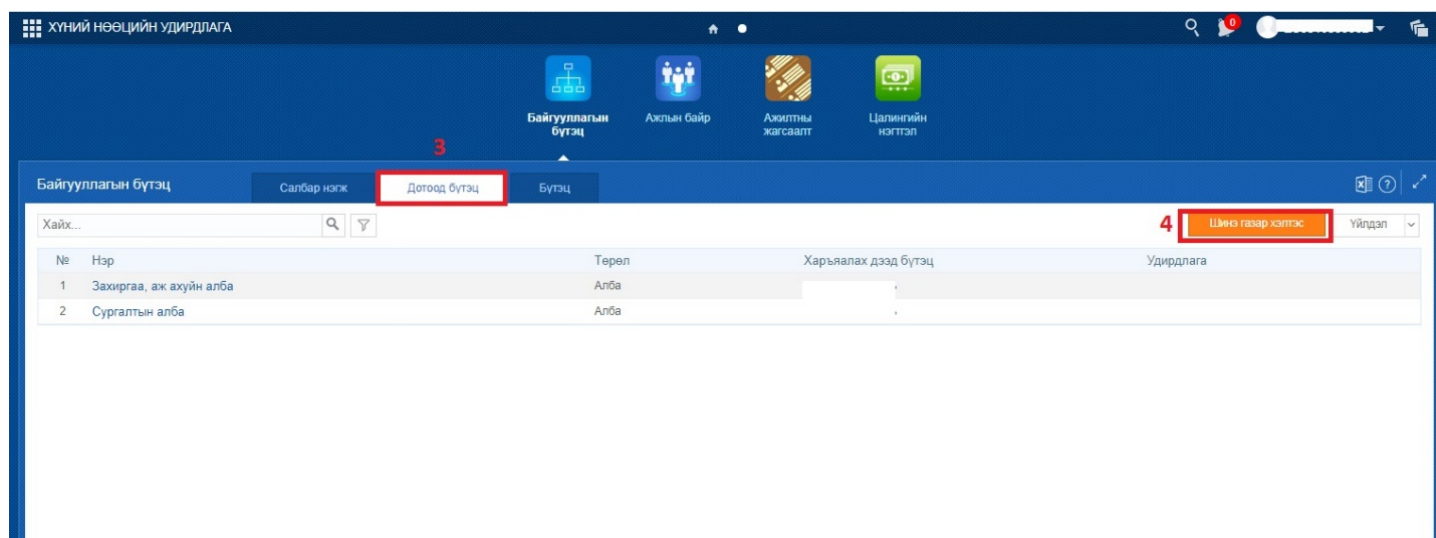 ХҮНИЙ НӨӨЦИЙН УДИРДЛАГА
0
Байгууллагын бүтэц
Ажлын байр
Ажилтны жагсаалт
Цалингийн нэгтгэл
3
Байгууллагын бүтэц
Салбар нэгж
Дотоод бүтэц
Бүтэц
Хайх...
4
Шинэ газар хэлтэс
Үйлдэл
№ Нэр Төрөл Харъяалах дээд бүтэц Удирдлага
1 Захиргаа, аж ахуйн алба Алба
2 Сургалтын алба Алба